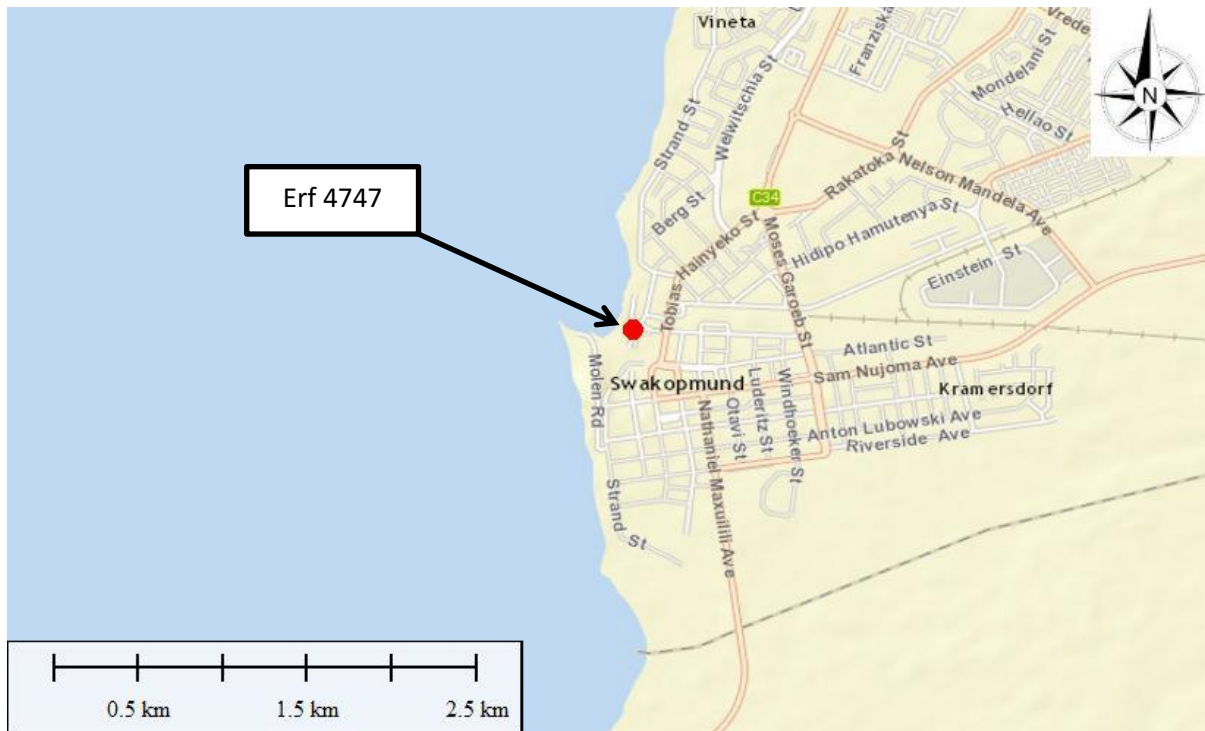 Vineta
Franziska
Vrede
Mondelani St
Hellao St
Welwitschia St
Strand St
Rakatoka St
Nelson Mandela Ave
N
Erf 4747
C34
Berg St
Tobias Hainyeko St
Moses Garoeb St
Hidipo Hamutenya St
Einstein St
Atlantic St
Sam Nujoma Ave
Molen Rd
Swakopmund
Kramersdorf
Luderitz St
Windhoeker St
Otavi St
Nathaniel Maxuilili Ave
Anton Lubowski Ave
Riverside Ave
Strand St
0.5 km 1.5 km 2.5 km